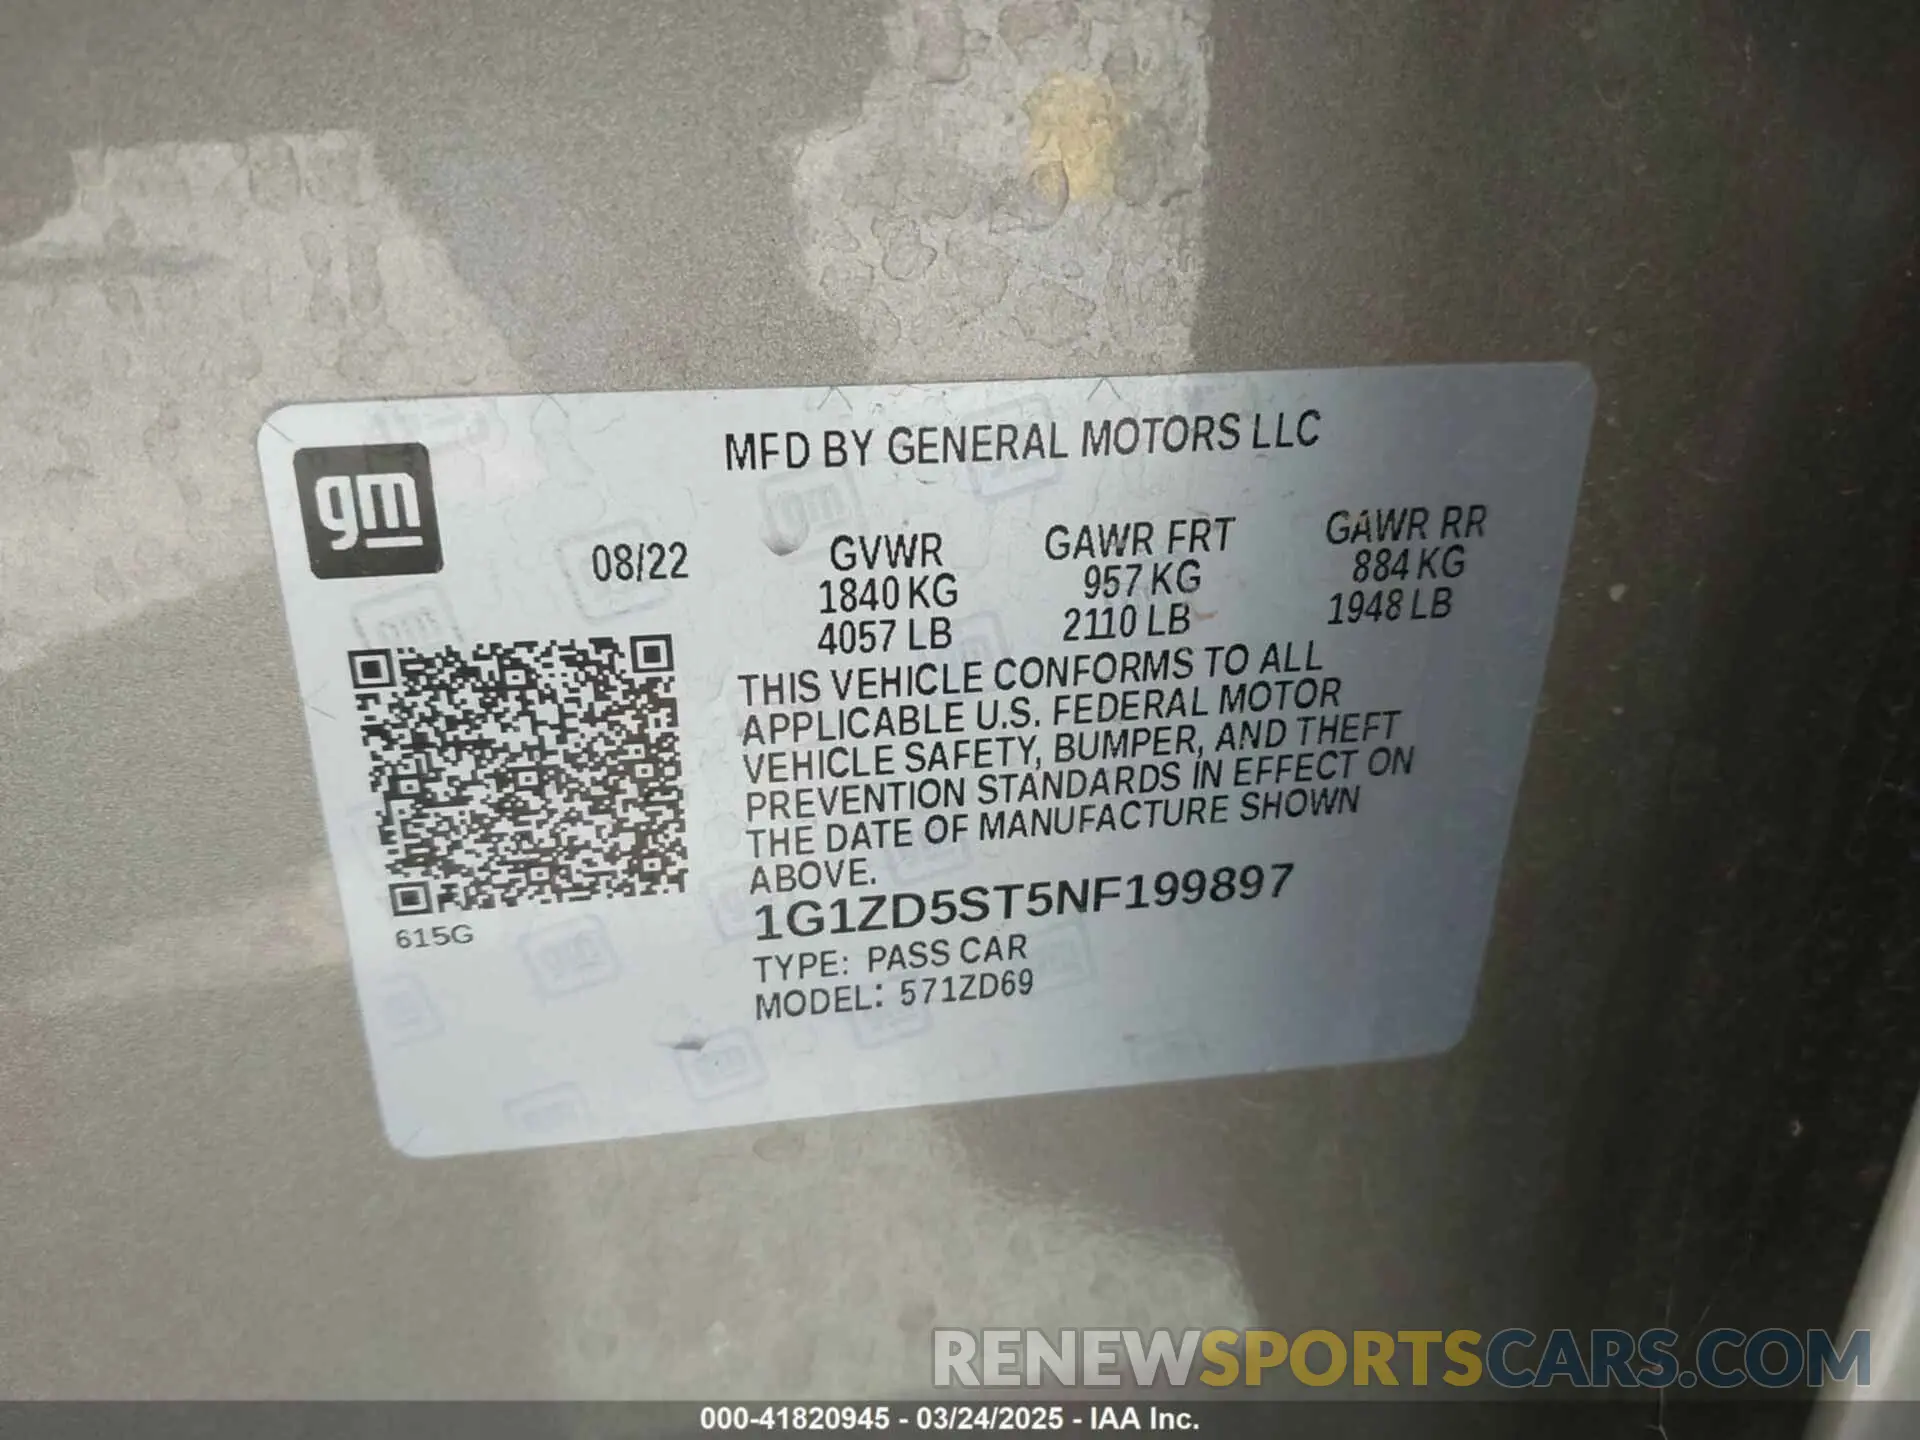 MFD BY GENERAL MOTORS LLC
gm
08/22
GVWR
1840 KG
4057 LB
GAWR FRT
957 KG
2110 LB
GAWR RR
884 KG
1948 LB
THIS VEHICLE CONFORMS TO ALL
APPLICABLE U.S. FEDERAL MOTOR
VEHICLE SAFETY, BUMPER, AND THEFT
PREVENTION STANDARDS IN EFFECT ON
THE DATE OF MANUFACTURE SHOWN
ABOVE.
1G1ZD5ST5NF199897
TYPE: PASS CAR
MODEL: 571ZD69
615G
RENEWSPORTSCARS.COM
000-41820945 - 03/24/2025 - IAA Inc.